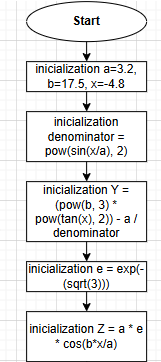 Start
inicialization a=3.2,
b=17.5, x=-4.8
inicialization
denominator =
pow(sin(x/a), 2)
inicialization Y =
(pow(b, 3) *
pow(tan(x), 2)) - a /
denominator
inicialization e = exp(-
(sqrt(3)))
inicialization Z = a * e
* cos(b*x/a)